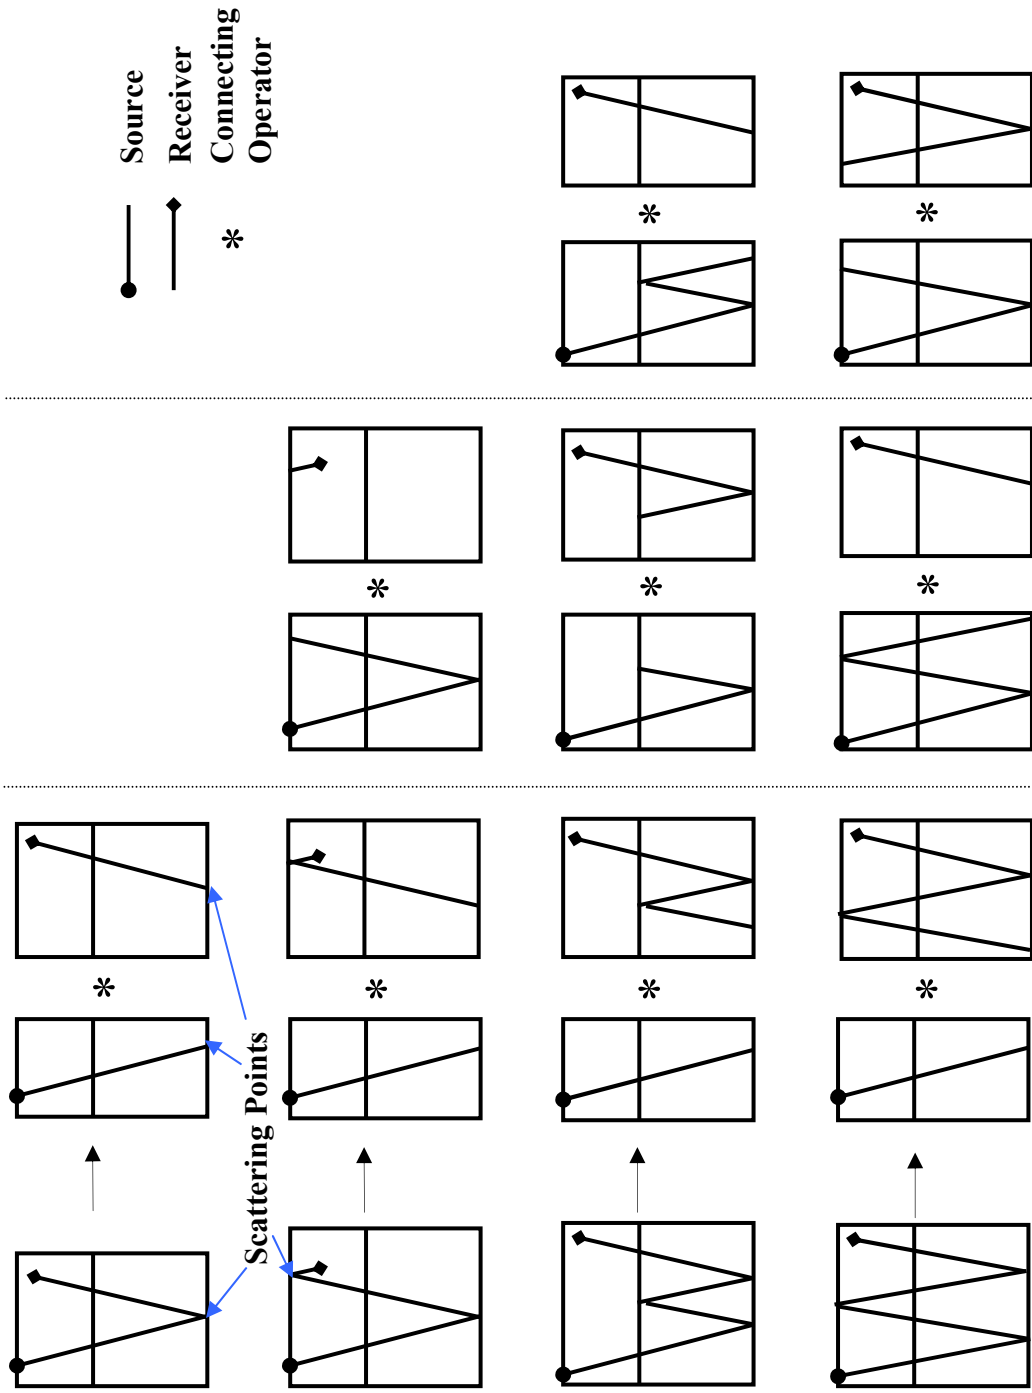 Source
Receiver
Connecting
Operator
*
*
*
*
*
*
*
*
*
*
Scattering Points